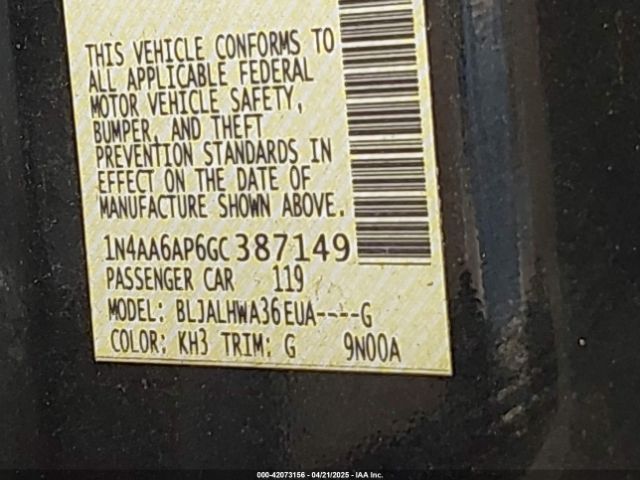 THIS VEHICLE CONFORMS TO
ALL APPLICABLE FEDERAL
MOTOR VEHICLE SAFETY,
BUMPER, AND THEFT
PREVENTION STANDARDS IN
EFFECT ON THE DATE OF
MANUFACTURE SHOWN ABOVE.
1N4AA6AP6GC387149
PASSENGER CAR 119
MODEL: BLJALHWA36EUA----G
COLOR: KH3 TRIM: G 9N00A
000-42073156 - 04/21/2025 - IAA Inc.